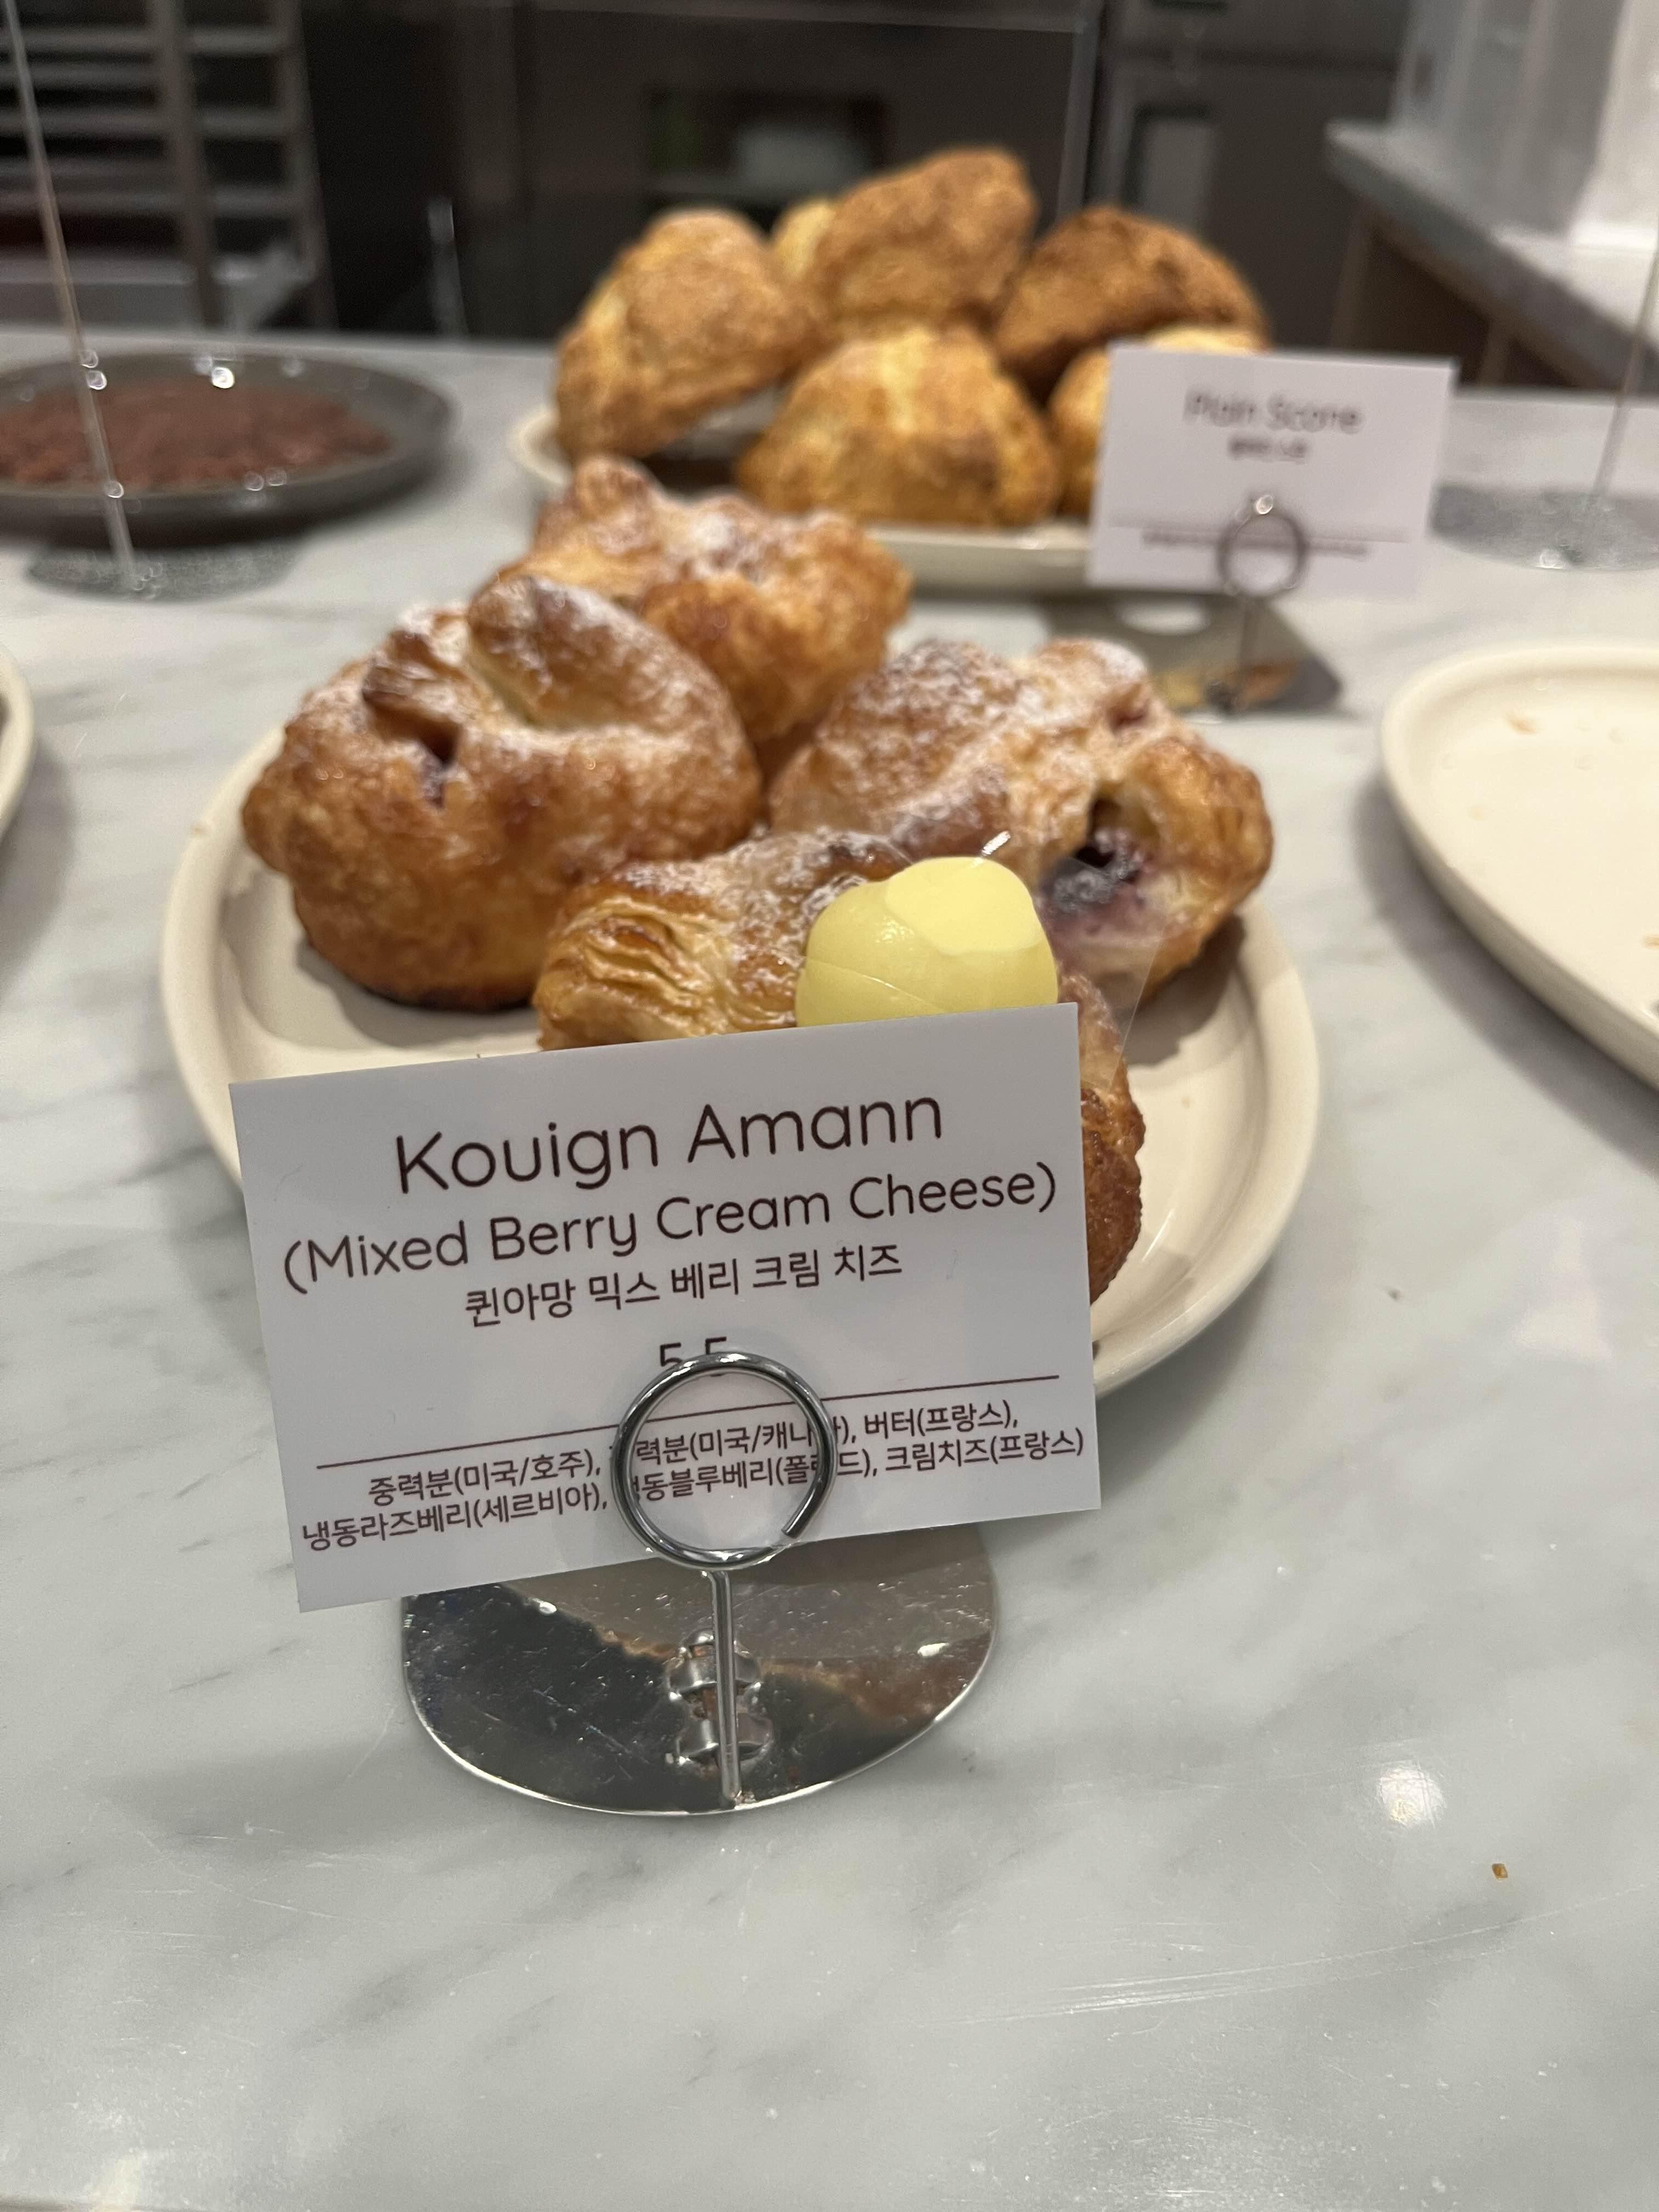 Plain Scone
Kouign Amann
(Mixed Berry Cream Cheese)
퀸아망 믹스 베리 크림 치즈
5.5
중력분(미국/호주), 버터(프랑스),
냉동라즈베리(세르비아), 크림치즈(프랑스)